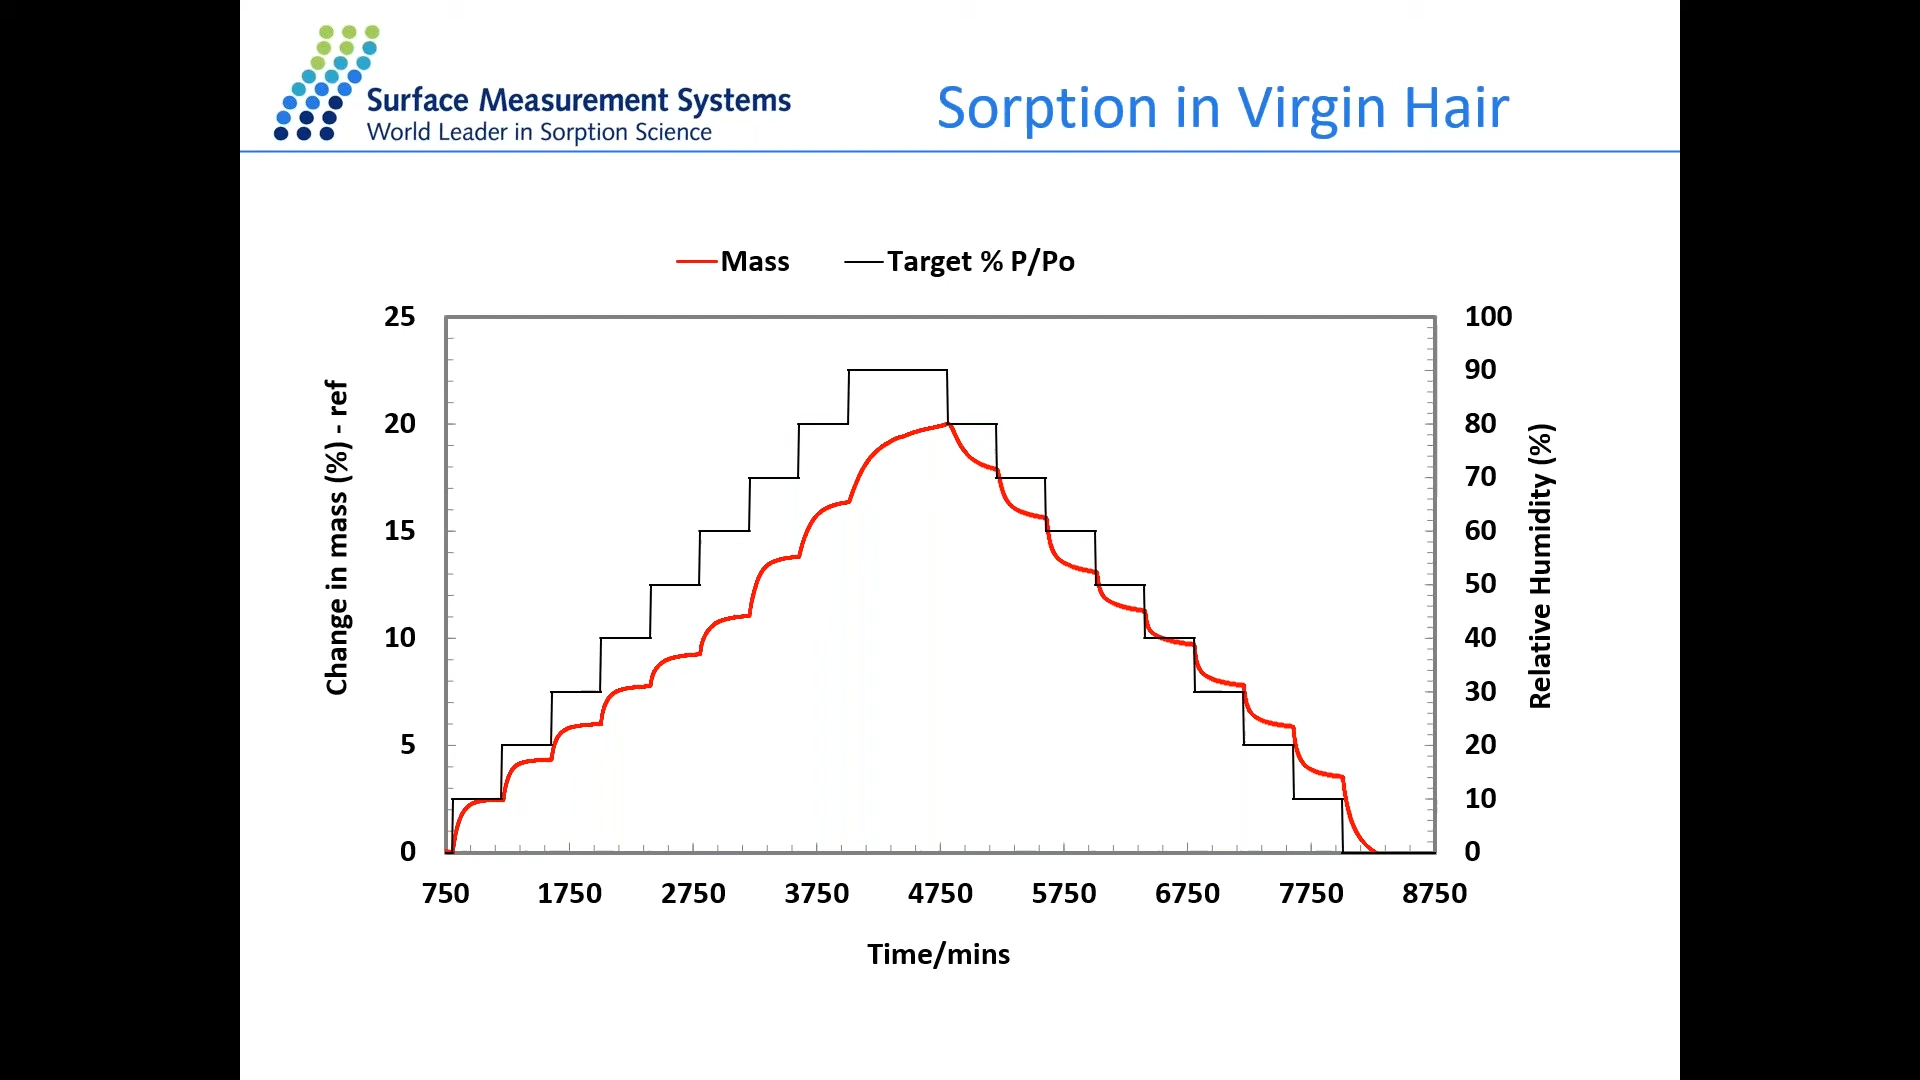 Surface Measurement Systems
World Leader in Sorption Science
Sorption in Virgin Hair
Mass
Target % P/Po
Change in mass (%) - ref
25
20
15
10
5
0
100
90
80
70
60
50
40
30
20
10
0
Relative Humidity (%)
750 1750 2750 3750 4750 5750 6750 7750 8750
Time/mins